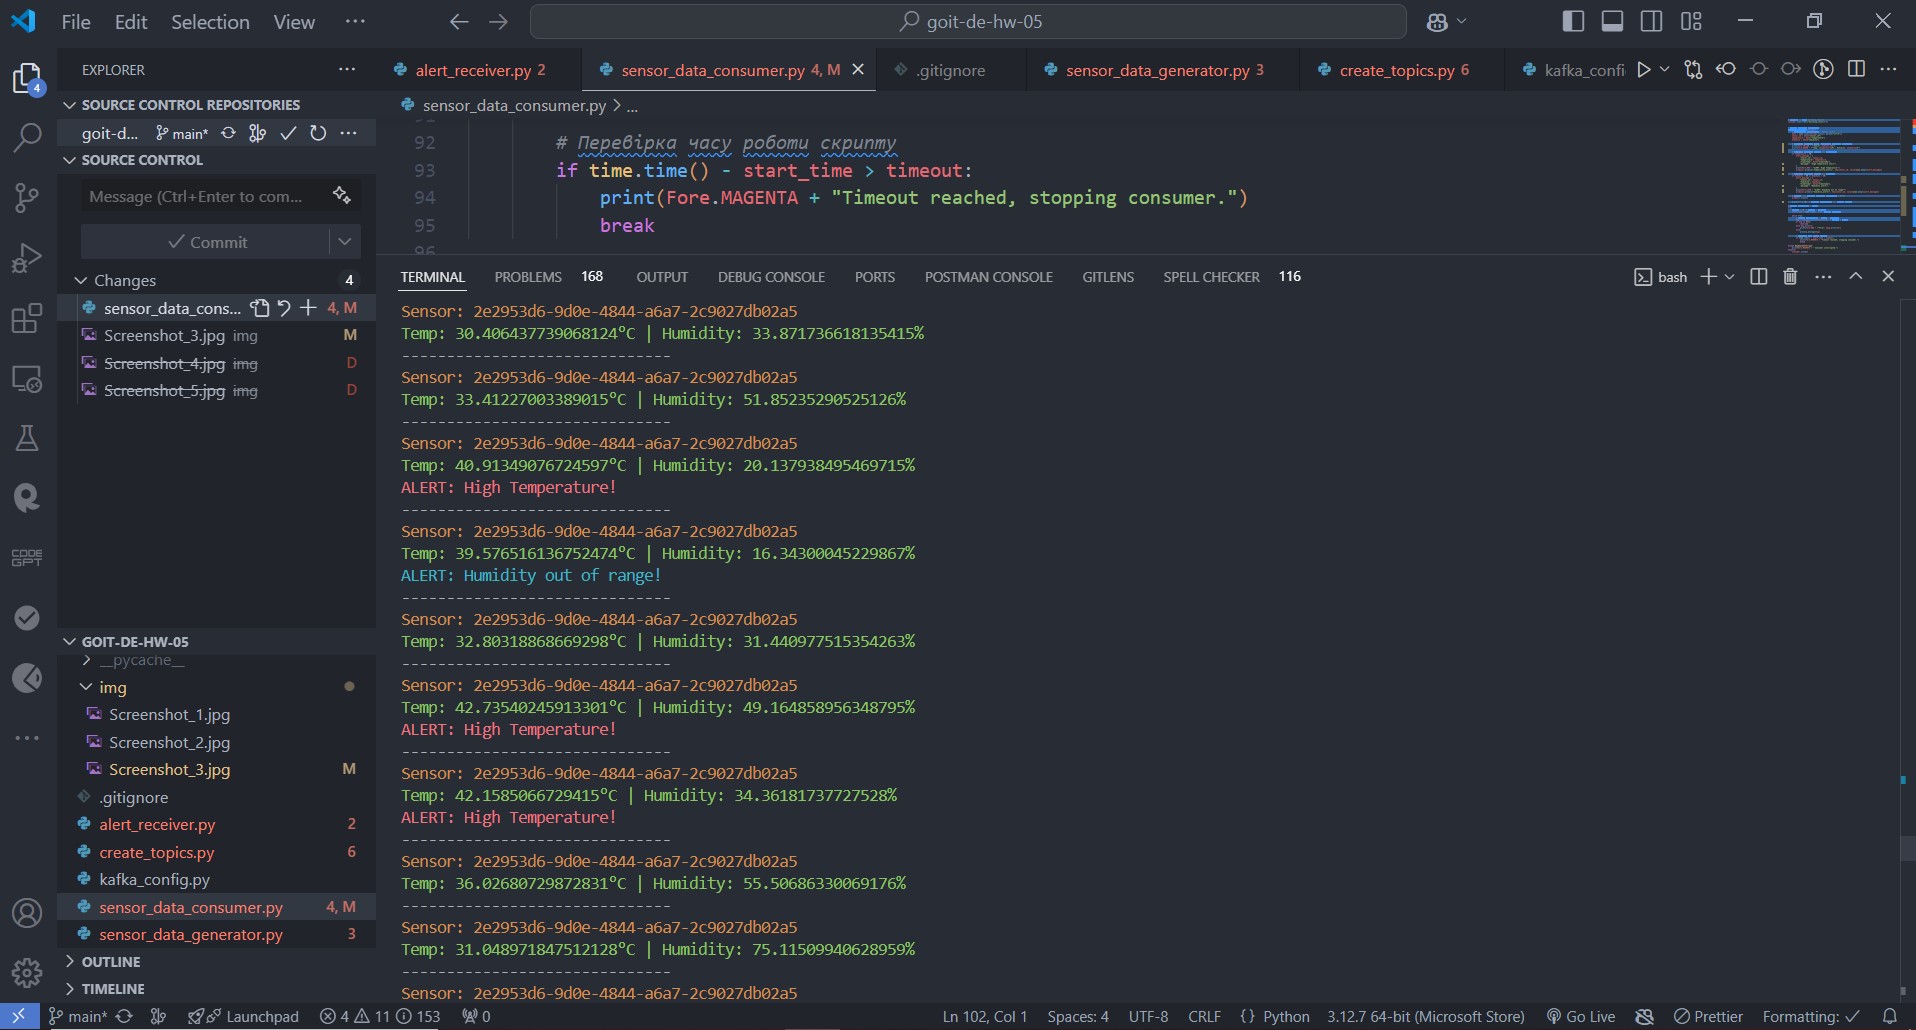 File Edit Selection View ··· goit-de-hw-05
EXPLORER ···
4
SOURCE CONTROL REPOSITORIES
goit-d... main* ···
SOURCE CONTROL
Message (Ctrl+Enter to com...
Commit
Changes 4
sensor_data_cons... 4, M
Screenshot_3.jpg img M
Screenshot_4.jpg img D
Screenshot_5.jpg img D
CODE
GPT
GOIT-DE-HW-05
__pycache__
img
Screenshot_1.jpg
Screenshot_2.jpg
Screenshot_3.jpg M
.gitignore
alert_receiver.py 2
create_topics.py 6
kafka_config.py
sensor_data_consumer.py 4, M
sensor_data_generator.py 3
OUTLINE
TIMELINE
alert_receiver.py 2 sensor_data_consumer.py 4, M .gitignore sensor_data_generator.py 3 create_topics.py 6 kafka_confi ···
sensor_data_consumer.py > ...
92 # Перевірка часу роботи скрипту
93 if time.time() - start_time > timeout:
94 print(Fore.MAGENTA + "Timeout reached, stopping consumer.")
95 break
96
TERMINAL PROBLEMS 168 OUTPUT DEBUG CONSOLE PORTS POSTMAN CONSOLE GITLENS SPELL CHECKER 116 bash ···
Sensor: 2e2953d6-9d0e-4844-a6a7-2c9027db02a5
Temp: 30.406437739068124°C | Humidity: 33.871736618135415%
------------------------------
Sensor: 2e2953d6-9d0e-4844-a6a7-2c9027db02a5
Temp: 33.41227003389015°C | Humidity: 51.85235290525126%
------------------------------
Sensor: 2e2953d6-9d0e-4844-a6a7-2c9027db02a5
Temp: 40.91349076724597°C | Humidity: 20.137938495469715%
ALERT: High Temperature!
------------------------------
Sensor: 2e2953d6-9d0e-4844-a6a7-2c9027db02a5
Temp: 39.576516136752474°C | Humidity: 16.34300045229867%
ALERT: Humidity out of range!
------------------------------
Sensor: 2e2953d6-9d0e-4844-a6a7-2c9027db02a5
Temp: 32.80318868669298°C | Humidity: 31.440977515354263%
------------------------------
Sensor: 2e2953d6-9d0e-4844-a6a7-2c9027db02a5
Temp: 42.73540245913301°C | Humidity: 49.164858956348795%
ALERT: High Temperature!
------------------------------
Sensor: 2e2953d6-9d0e-4844-a6a7-2c9027db02a5
Temp: 42.1585066729415°C | Humidity: 34.36181737727528%
ALERT: High Temperature!
------------------------------
Sensor: 2e2953d6-9d0e-4844-a6a7-2c9027db02a5
Temp: 36.02680729872831°C | Humidity: 55.50686330069176%
------------------------------
Sensor: 2e2953d6-9d0e-4844-a6a7-2c9027db02a5
Temp: 31.048971847512128°C | Humidity: 75.11509940628959%
------------------------------
Sensor: 2e2953d6-9d0e-4844-a6a7-2c9027db02a5
main* Launchpad 4 11 153 0 Ln 102, Col 1 Spaces: 4 UTF-8 CRLF {} Python 3.12.7 64-bit (Microsoft Store) Go Live Prettier Formatting: ✓